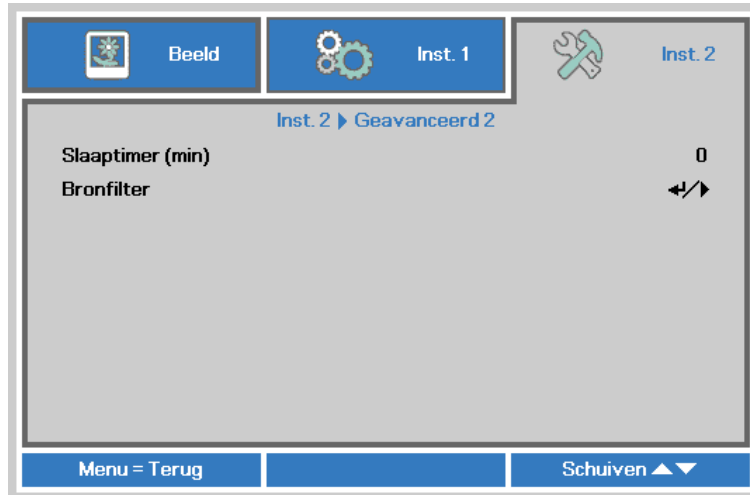 Beeld
Inst. 1
Inst. 2
Inst. 2 ▶ Geavanceerd 2
Slaaptimer (min) 0
Bronfilter ↵/▶
Menu = Terug
Schuiven ▲▼